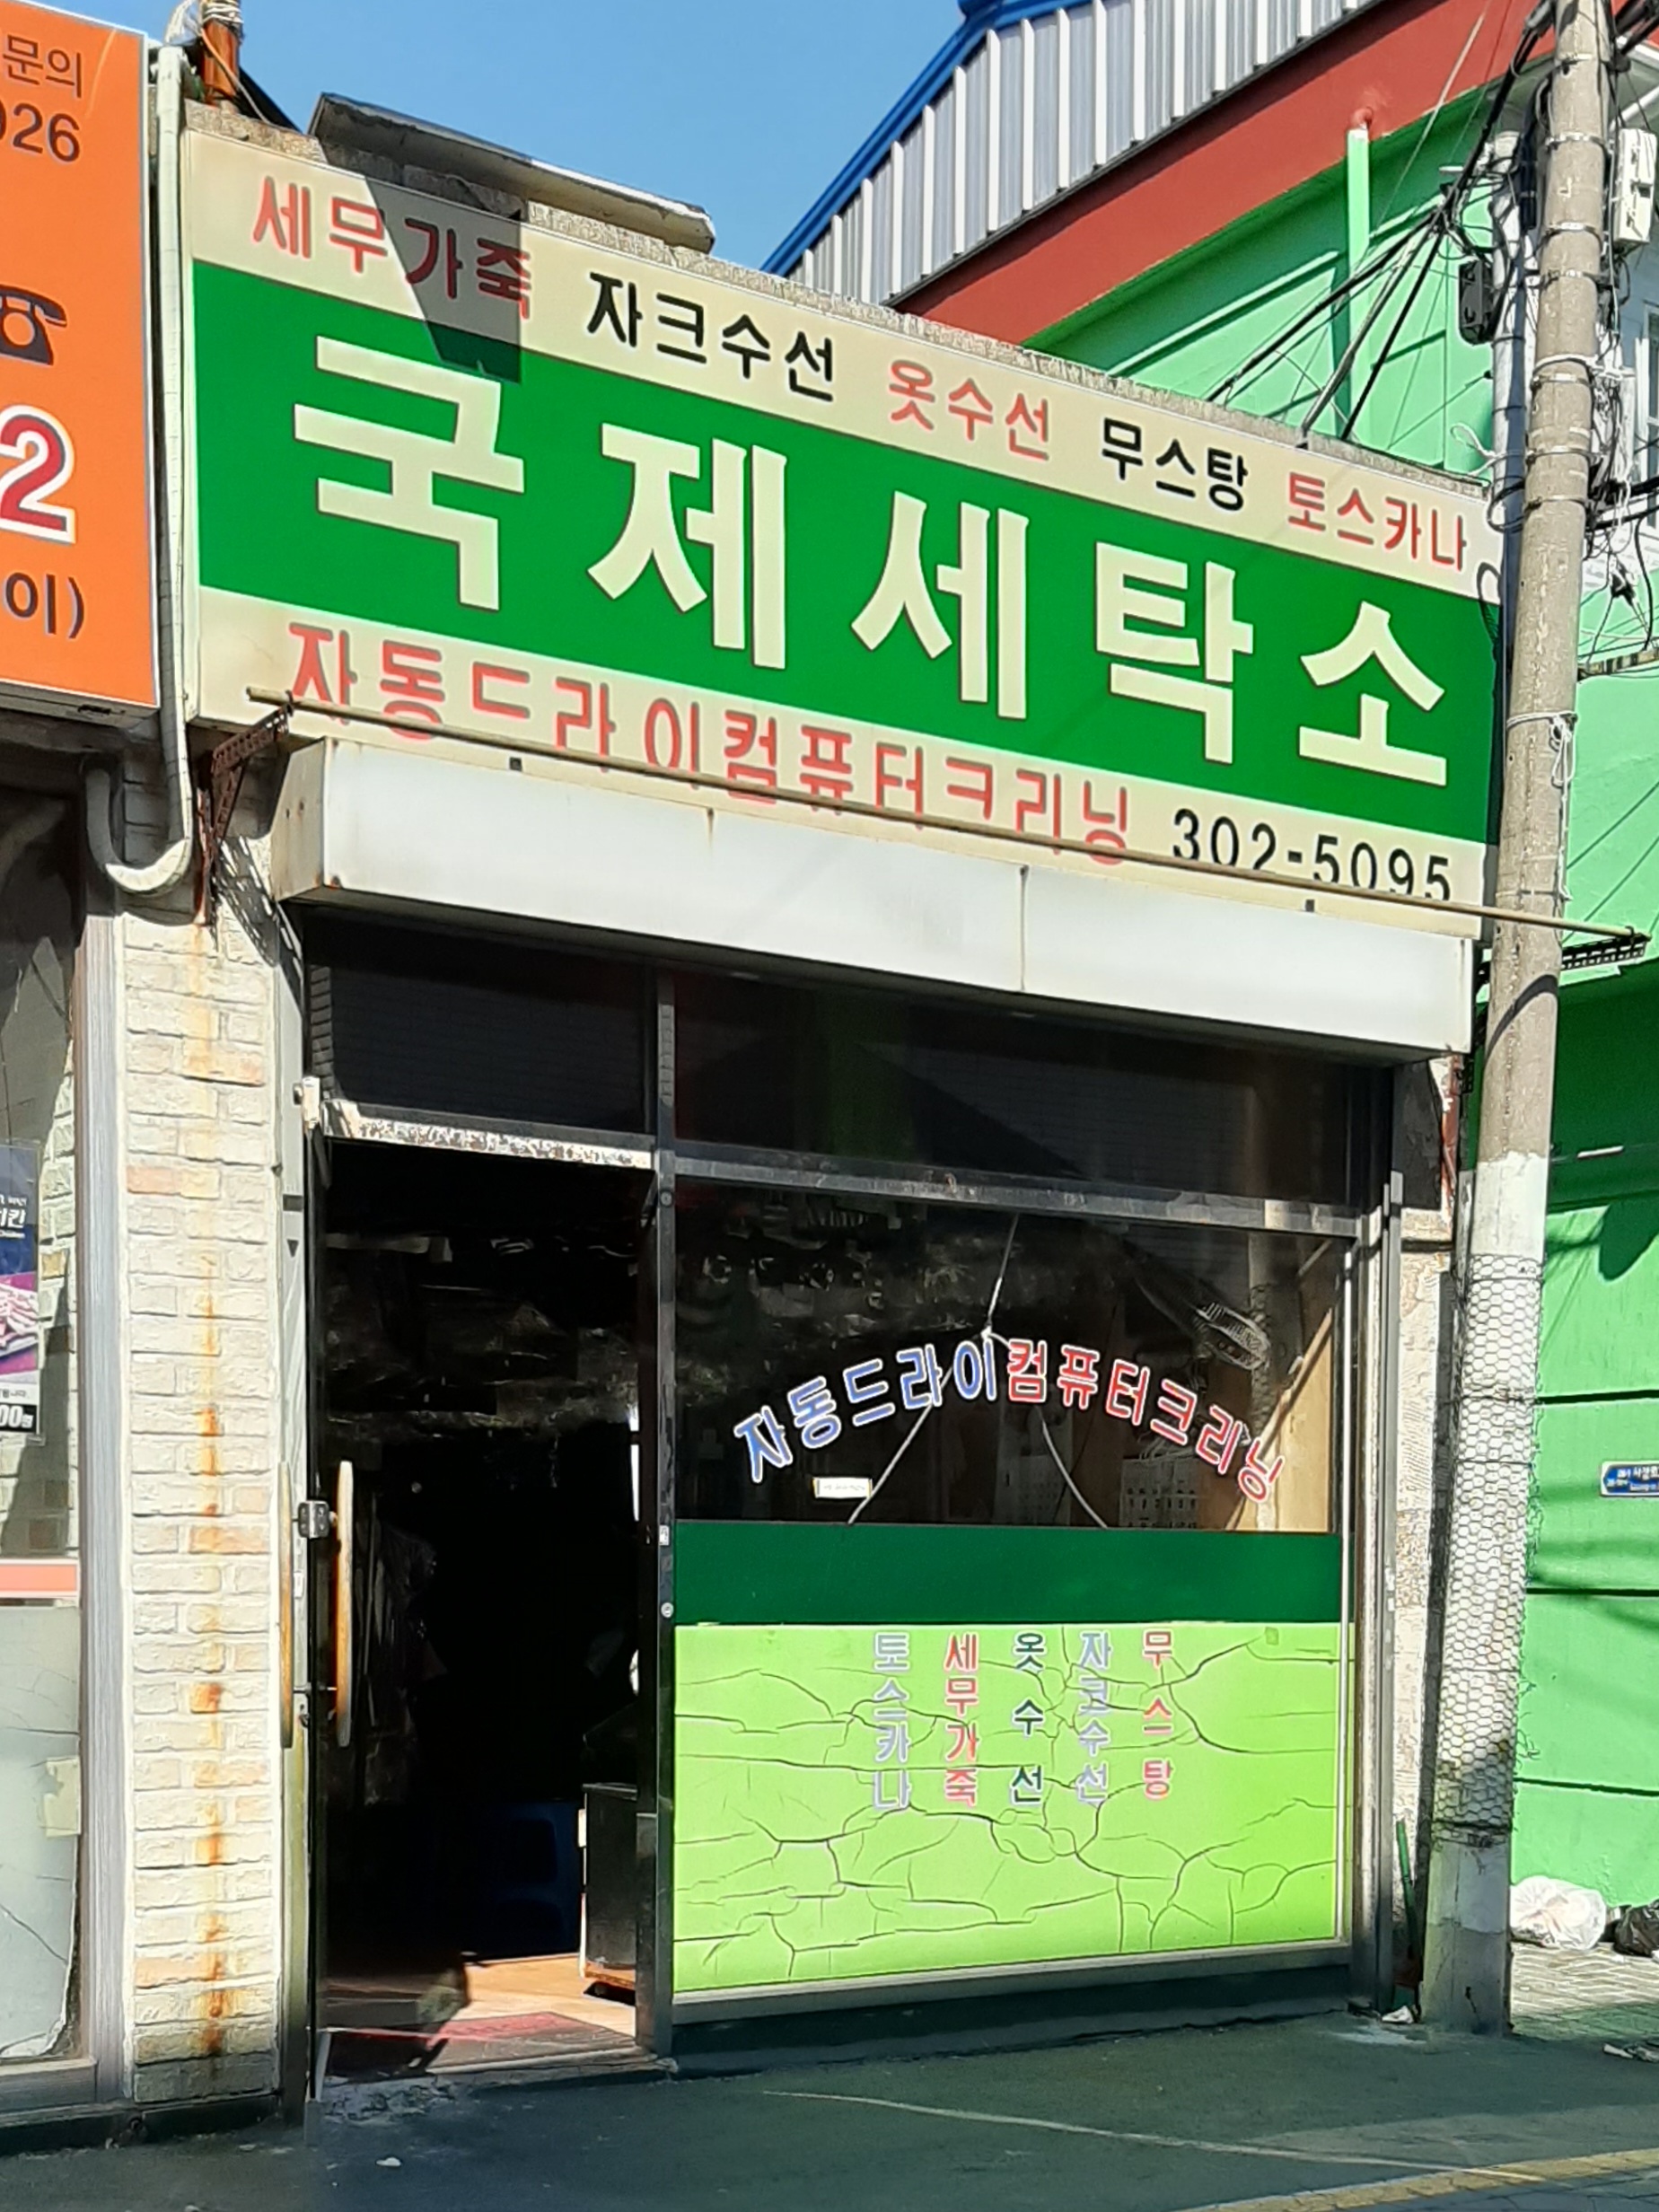 문의
026
2
이)
세무가죽 자크수선 옷수선 무스탕 토스카나
국제세탁소
자동드라이컴퓨터크리닝 302-5095
자동드라이컴퓨터크리닝
토스카나
세무가죽
옷수선
자크수선
무스탕